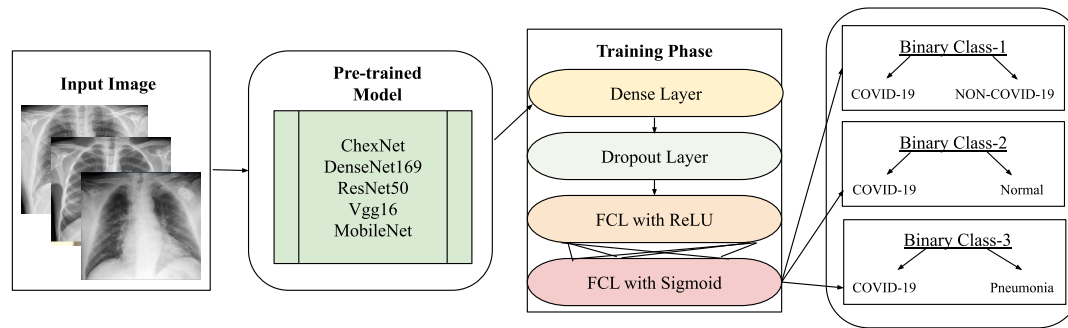 Input Image
Pre-trained
Model
ChexNet
DenseNet169
ResNet50
Vgg16
MobileNet
Training Phase
Dense Layer
Dropout Layer
FCL with ReLU
FCL with Sigmoid
Binary Class-1
COVID-19 NON-COVID-19
Binary Class-2
COVID-19 Normal
Binary Class-3
COVID-19 Pneumonia